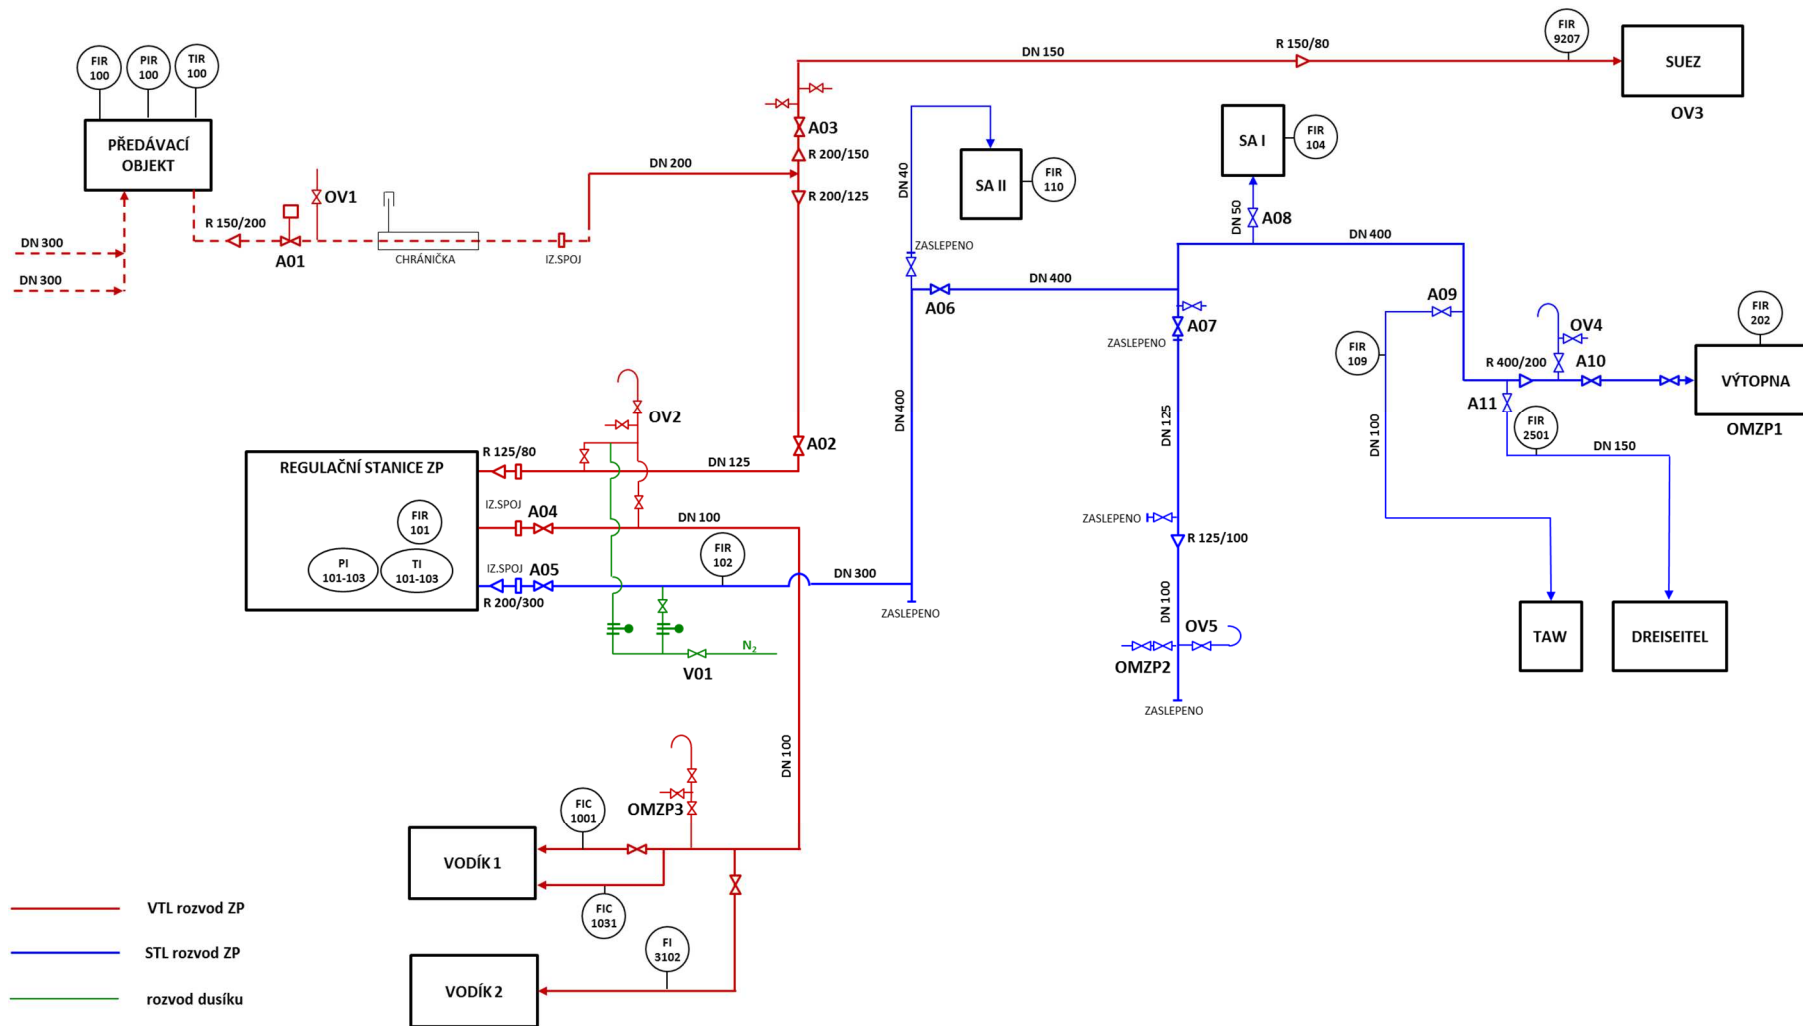 FIR
100
PIR
100
TIR
100
PŘEDÁVACÍ
OBJEKT
DN 300
DN 300
R 150/200
A01
OV1
CHRÁNIČKA
IZ.SPOJ
DN 200
A03
R 200/150
R 200/125
DN 150
R 150/80
FIR
9207
SUEZ
OV3
DN 40
SA II
FIR
110
ZASLEPENO
SA I
FIR
104
DN 50
A08
DN 400
A06
DN 400
A07
ZASLEPENO
A09
FIR
109
OV4
FIR
202
R 400/200
A10
VÝTOPNA
OMZP1
A11
FIR
2501
DN 150
DN 100
DN 400
DN 125
OV2
A02
R 125/80
DN 125
REGULAČNÍ STANICE ZP
FIR
101
PI
101-103
TI
101-103
IZ.SPOJ
A04
DN 100
IZ.SPOJ
A05
R 200/300
FIR
102
DN 300
ZASLEPENO
ZASLEPENO
R 125/100
DN 100
OV5
OMZP2
ZASLEPENO
TAW
DREISEITEL
N2
V01
DN 100
OMZP3
FIC
1001
VODÍK 1
FIC
1031
FI
3102
VODÍK 2
VTL rozvod ZP
STL rozvod ZP
rozvod dusíku